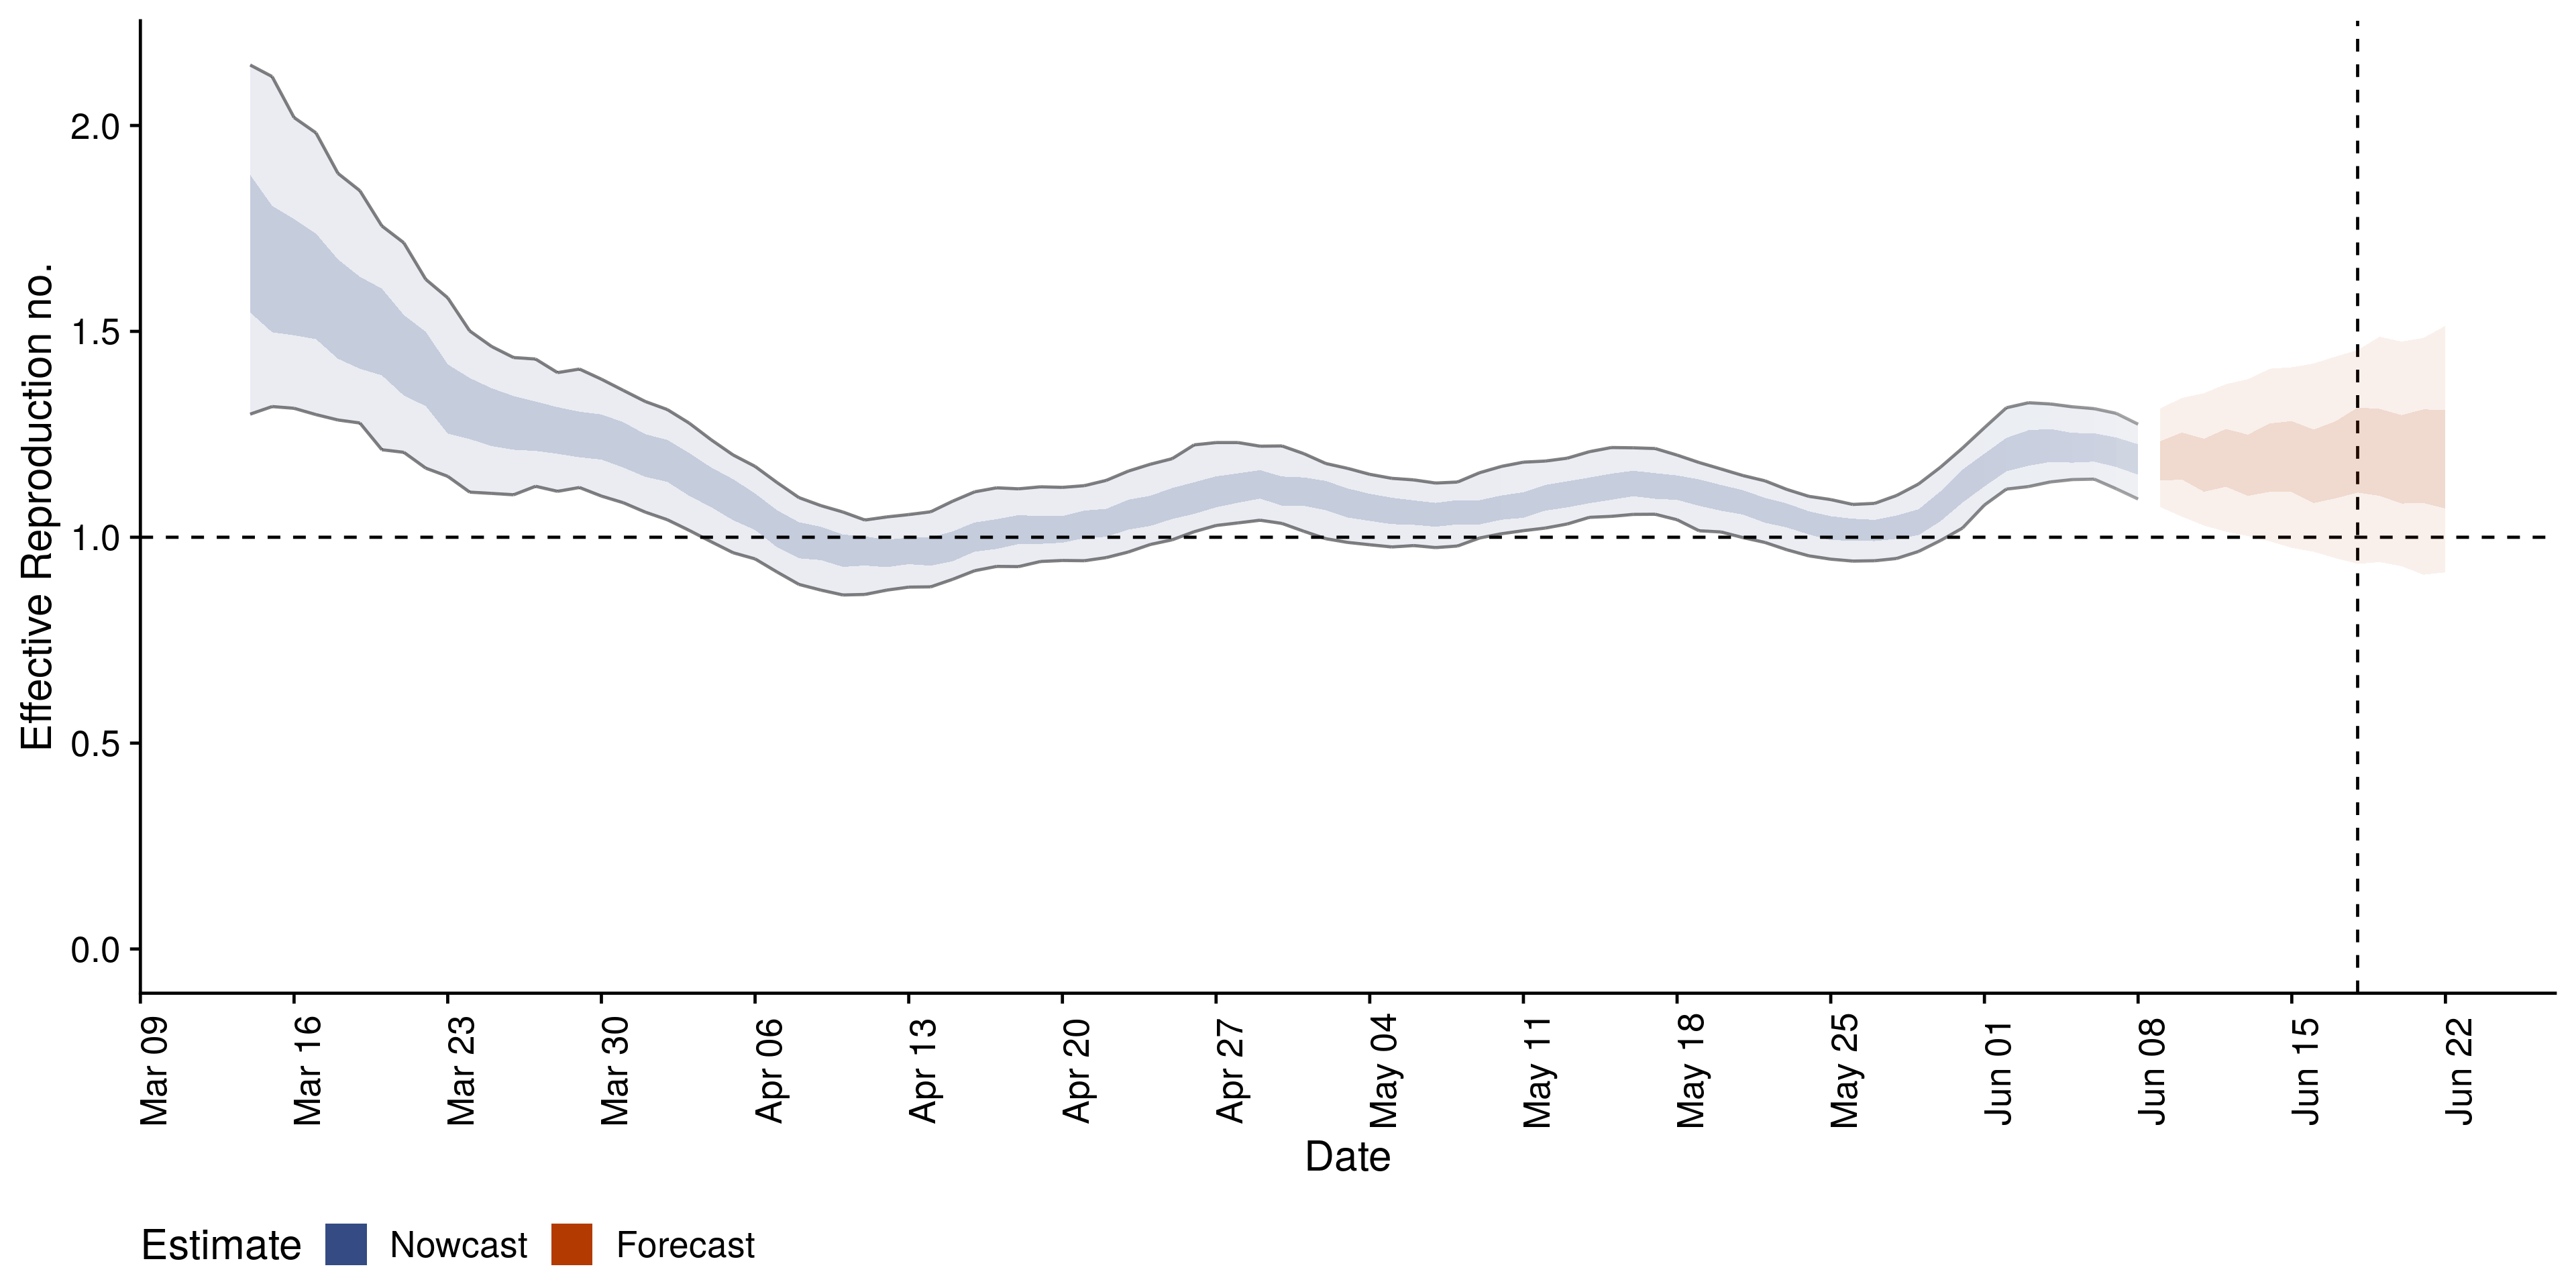 Effective Reproduction no.
2.0
1.5
1.0
0.5
0.0
Mar 09
Mar 16
Mar 23
Mar 30
Apr 06
Apr 13
Apr 20
Apr 27
May 04
May 11
May 18
May 25
Jun 01
Jun 08
Jun 15
Jun 22
Date
Estimate Nowcast Forecast